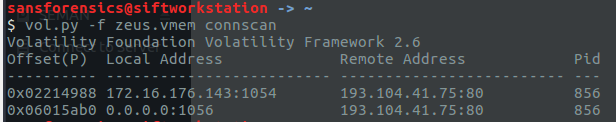 sansforensics@siftworkstation -> ~
$ vol.py -f zeus.vmem connscan
Volatility Foundation Volatility Framework 2.6
Offset(P)  Local Address             Remote Address            Pid
---------- ------------------------- ------------------------- ---
0x02214988 172.16.176.143:1054       193.104.41.75:80          856
0x06015ab0 0.0.0.0:1056              193.104.41.75:80          856